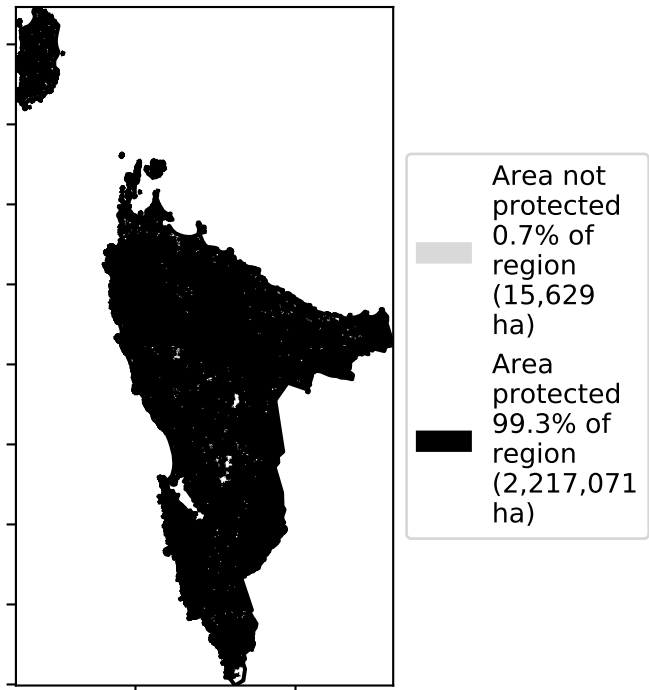 Area not
protected
0.7% of
region
(15,629
ha)
Area
protected
99.3% of
region
(2,217,071
ha)